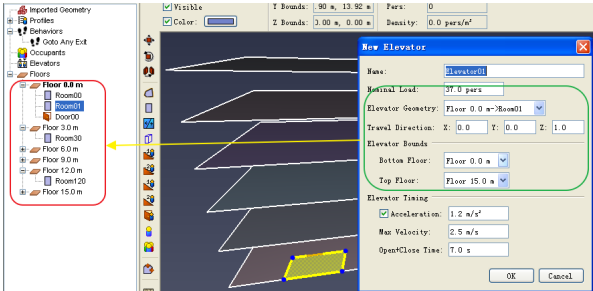 Imported Geometry
Profiles
Behaviors
Goto Any Exit
Occupants
Elevators
Floors
Floor 0.0 m
Room00
Room01
Door00
Floor 3.0 m
Room30
Floor 6.0 m
Floor 9.0 m
Floor 12.0 m
Room120
Floor 15.0 m
Visible Y Bounds: .90 m, 13.92 m Pers: 0
Color: Z Bounds: 0.00 m, 0.00 m Density: 0.0 pers/m²
New Elevator
Name: Elevator01
Nominal Load: 37.0 pers
Elevator Geometry: Floor 0.0 m->Room01
Travel Direction: X: 0.0 Y: 0.0 Z: 1.0
Elevator Bounds
Bottom Floor: Floor 0.0 m
Top Floor: Floor 15.0 m
Elevator Timing
Acceleration: 1.2 m/s²
Max Velocity: 2.5 m/s
Open+Close Time: 7.0 s
OK Cancel